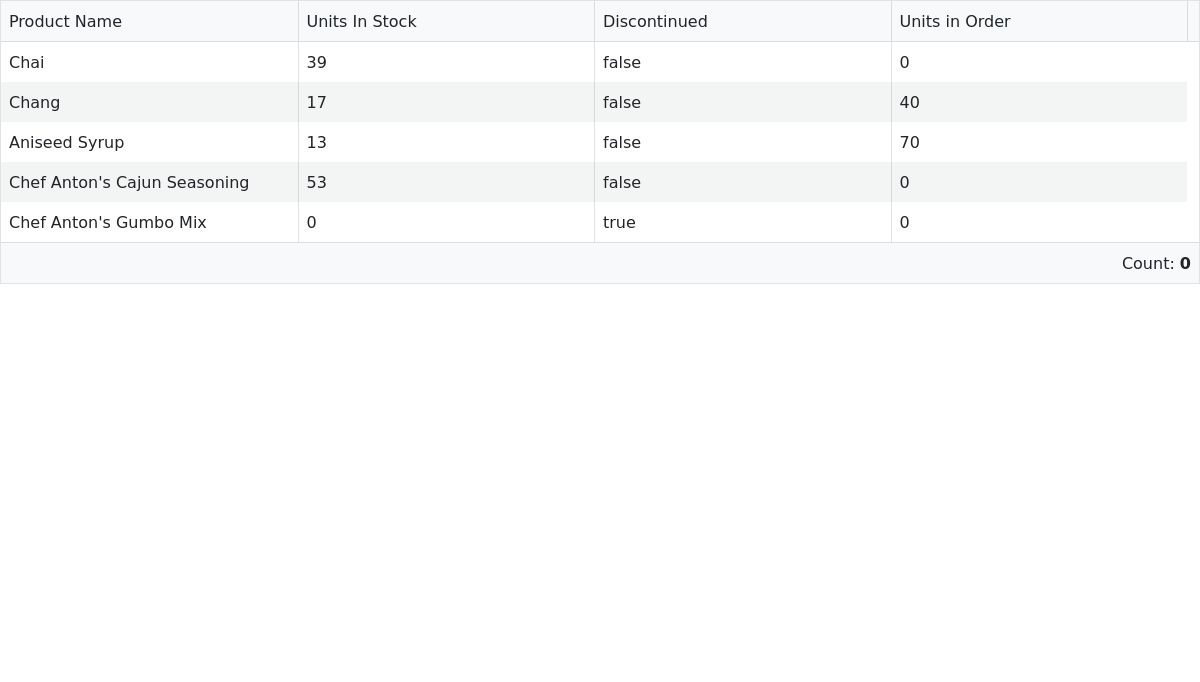 Product Name Units In Stock Discontinued Units in Order
Chai 39 false 0
Chang 17 false 40
Aniseed Syrup 13 false 70
Chef Anton's Cajun Seasoning 53 false 0
Chef Anton's Gumbo Mix 0 true 0
Count: 0